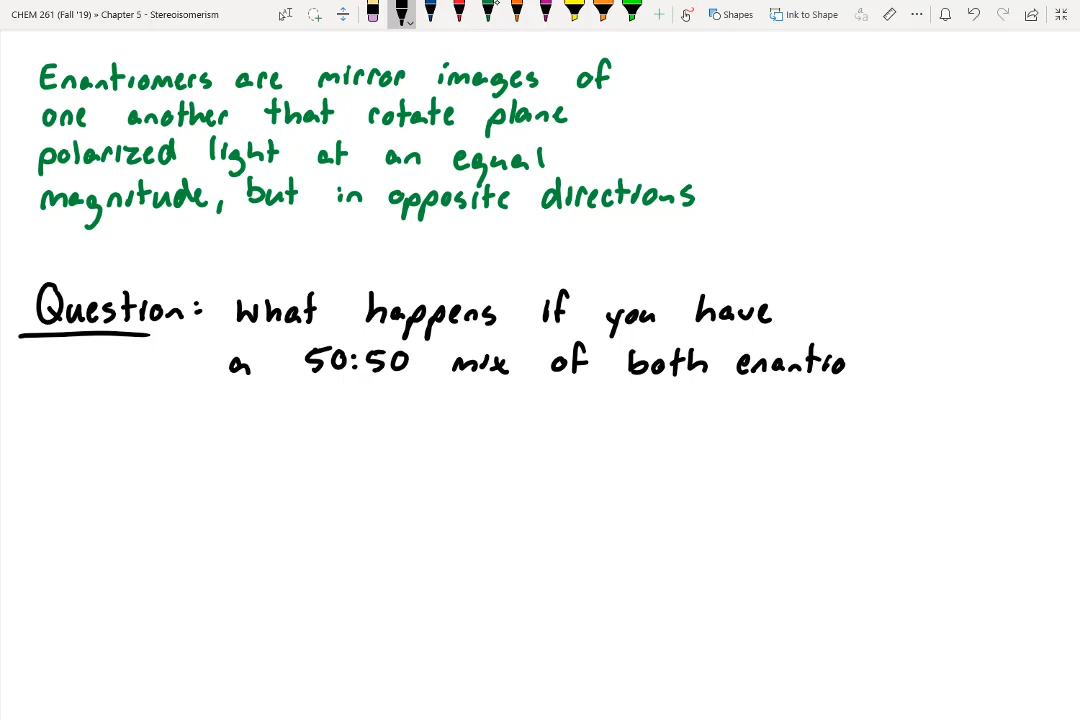 CHEM 261 (Fall '19) » Chapter 5 - Stereoisomerism
Shapes
Ink to Shape
Enantiomers are mirror images of
one another that rotate plane
polarized light at an equal
magnitude, but in opposite directions
Question: What happens if you have
a 50:50 mix of both enantio